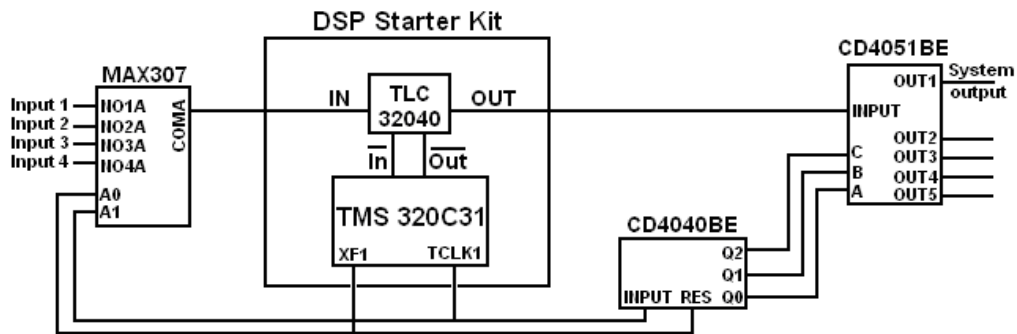 DSP Starter Kit
MAX307
Input 1
Input 2
Input 3
Input 4
NO1A
NO2A
NO3A
NO4A
COMA
A0
A1
IN
TLC
32040
OUT
In
Out
TMS 320C31
XF1
TCLK1
CD4051BE
OUT1
System
output
INPUT
OUT2
OUT3
OUT4
OUT5
C
B
A
CD4040BE
Q2
Q1
Q0
INPUT
RES